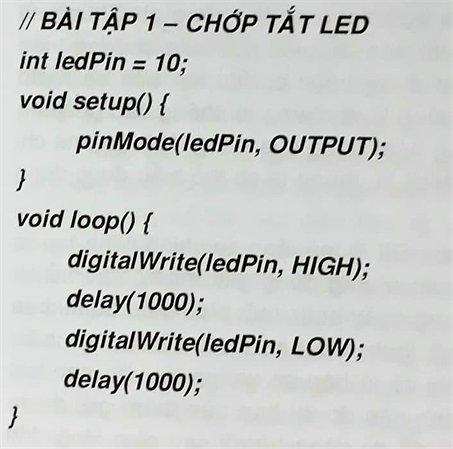 // BÀI TẬP 1 – CHỚP TẮT LED
int ledPin = 10;
void setup() {
pinMode(ledPin, OUTPUT);
}
void loop() {
digitalWrite(ledPin, HIGH);
delay(1000);
digitalWrite(ledPin, LOW);
delay(1000);
}